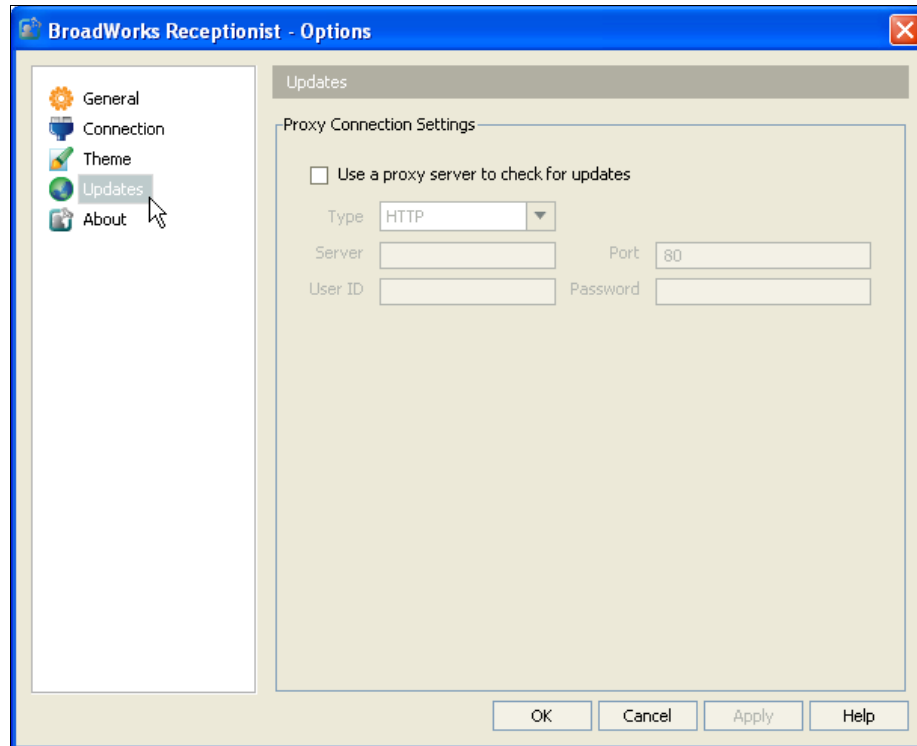 BroadWorks Receptionist - Options
General
Connection
Theme
Updates
About
Updates
Proxy Connection Settings
Use a proxy server to check for updates
Type HTTP
Server Port 80
User ID Password
OK Cancel Apply Help